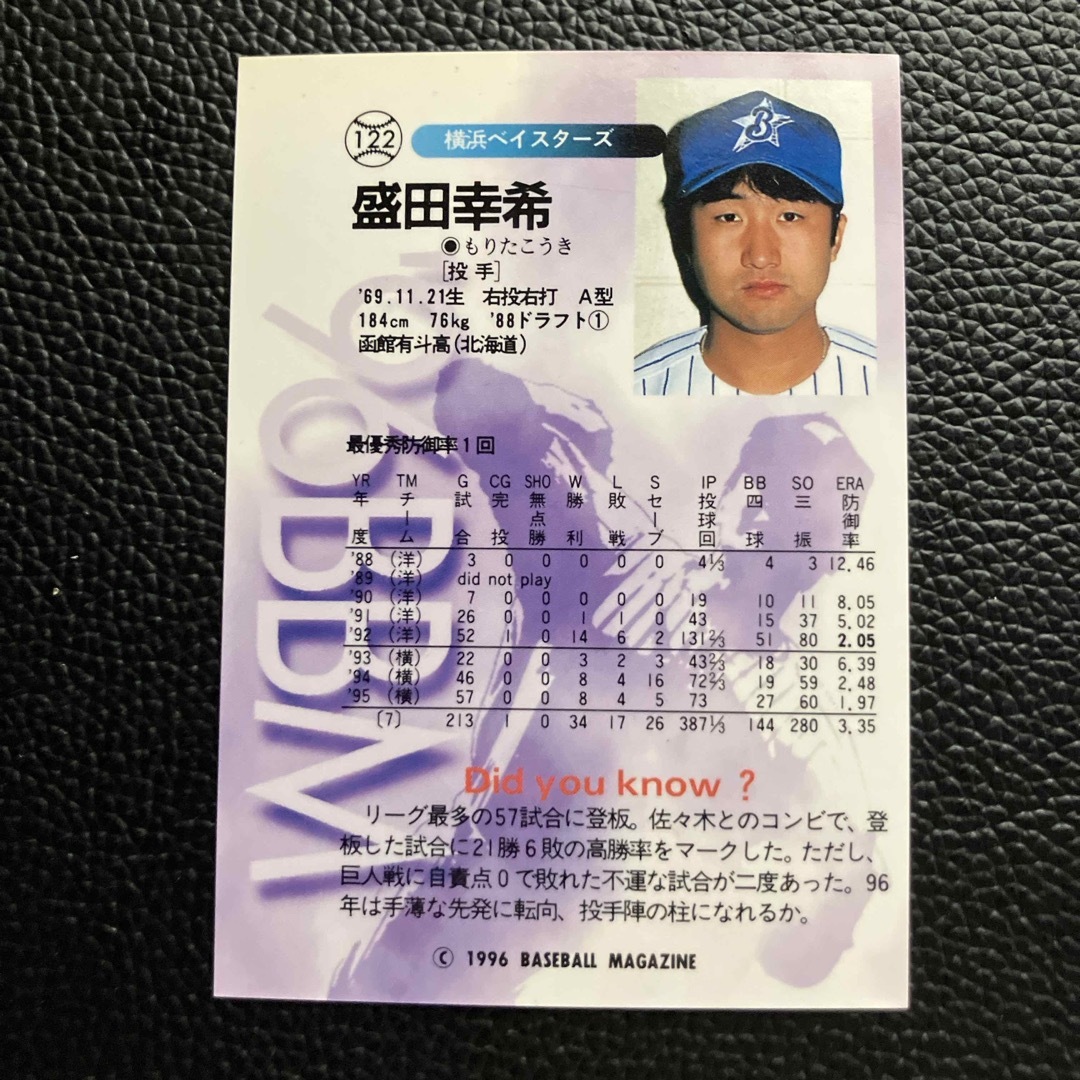 122 横浜ベイスターズ
盛田幸希
●もりたこうき
[投手]
'69.11.21生 右投右打 A型
184cm 76kg '88ドラフト①
函館有斗高(北海道)
最優秀防御率1回
YR TM G CG SHO W L S IP BB SO ERA
年度 チーム 試合 完投 無点勝 勝利 敗戦 セーブ 投球回 四球 三振 防御率
'88 (洋) 3 0 0 0 0 0 4⅓ 4 3 12.46
'89 (洋) did not play
'90 (洋) 7 0 0 0 0 0 19 10 11 8.05
'91 (洋) 26 0 0 1 1 0 43 15 37 5.02
'92 (洋) 52 1 0 14 6 2 131⅔ 51 80 2.05
'93 (横) 22 0 0 3 2 3 43⅔ 18 30 6.39
'94 (横) 46 0 0 8 4 16 72⅔ 19 59 2.48
'95 (横) 57 0 0 8 4 5 73 27 60 1.97
〔7〕 213 1 0 34 17 26 387⅓ 144 280 3.35
Did you know ?
リーグ最多の57試合に登板。佐々木とのコンビで、登
板した試合に21勝6敗の高勝率をマークした。ただし、
巨人戦に自責点0で敗れた不運な試合が二度あった。96
年は手薄な先発に転向、投手陣の柱になれるか。
© 1996 BASEBALL MAGAZINE
'96BBM
B